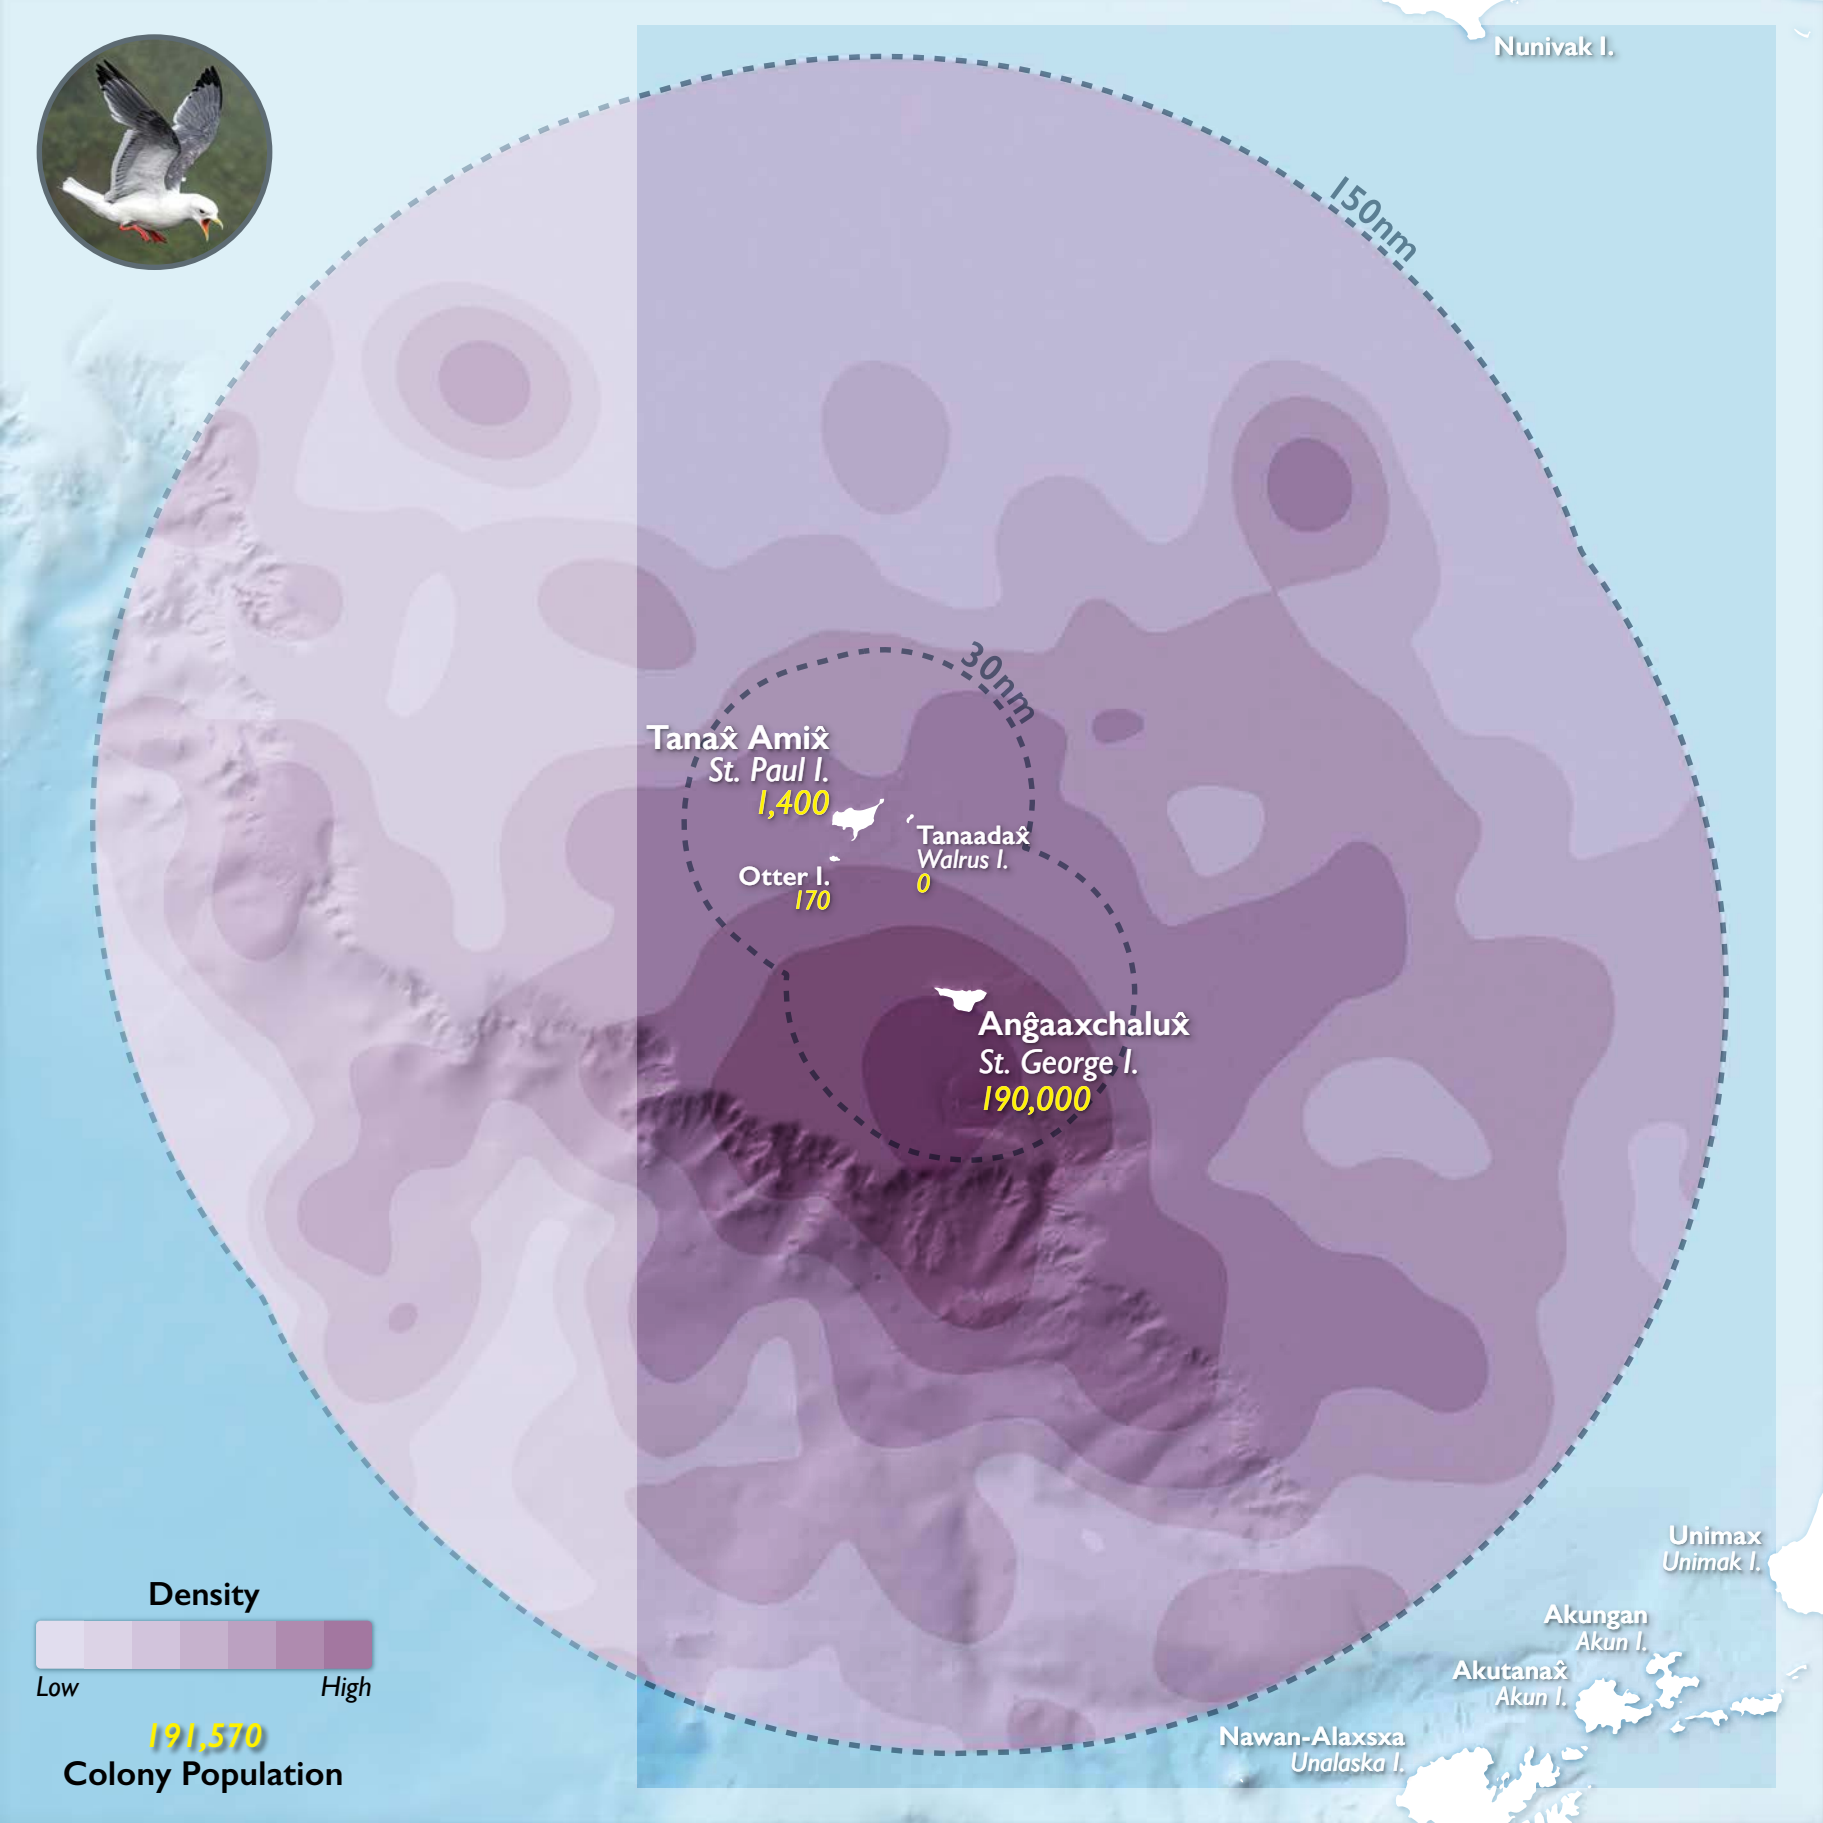 Nunivak I.
150nm
30nm
Tanax̂ Amix̂
St. Paul I.
1,400
Tanaadax̂
Walrus I.
0
Otter I.
170
Anĝaaxchalux̂
St. George I.
190,000
Unimax
Unimak I.
Akungan
Akun I.
Akutanax̂
Akun I.
Nawan-Alaxsxa
Unalaska I.
Density
Low High
191,570
Colony Population